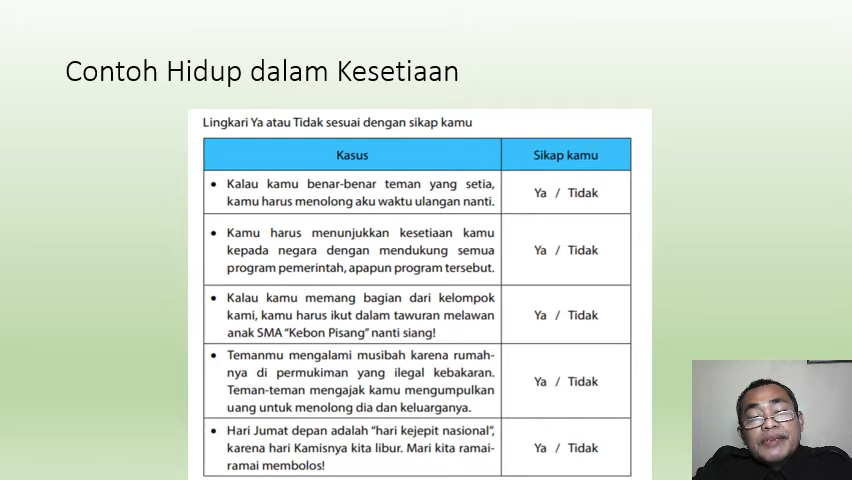 Contoh Hidup dalam Kesetiaan
Lingkari Ya atau Tidak sesuai dengan sikap kamu
Kasus
Sikap kamu
• Kalau kamu benar-benar teman yang setia,
kamu harus menolong aku waktu ulangan nanti.
Ya / Tidak
• Kamu harus menunjukkan kesetiaan kamu
kepada negara dengan mendukung semua
program pemerintah, apapun program tersebut.
Ya / Tidak
• Kalau kamu memang bagian dari kelompok
kami, kamu harus ikut dalam tawuran melawan
anak SMA “Kebon Pisang” nanti siang!
Ya / Tidak
• Temanmu mengalami musibah karena rumah-
nya di permukiman yang ilegal kebakaran.
Teman-teman mengajak kamu mengumpulkan
uang untuk menolong dia dan keluarganya.
Ya / Tidak
• Hari Jumat depan adalah “hari kejepit nasional”,
karena hari Kamisnya kita libur. Mari kita ramai-
ramai membolos!
Ya / Tidak